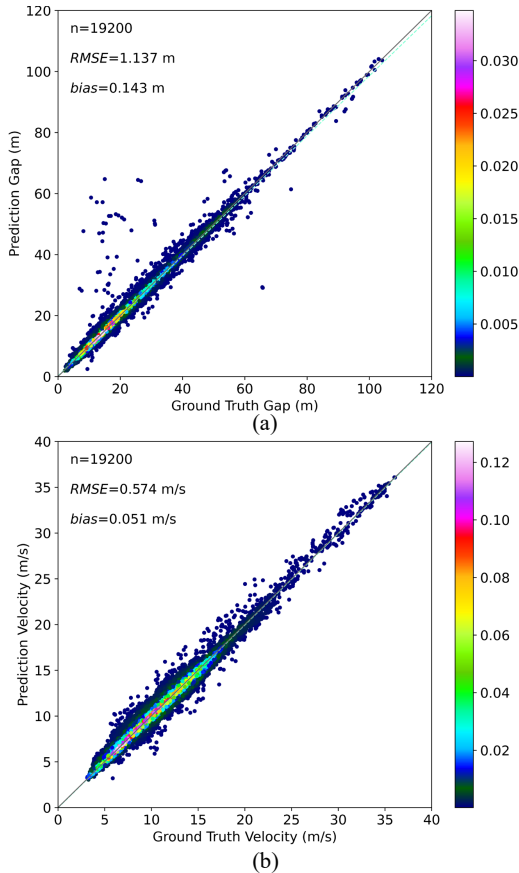 n=19200
RMSE=1.137 m
bias=0.143 m
Prediction Gap (m)
120
100
80
60
40
20
0
0 20 40 60 80 100 120
Ground Truth Gap (m)
0.030
0.025
0.020
0.015
0.010
0.005
(a)
n=19200
RMSE=0.574 m/s
bias=0.051 m/s
Prediction Velocity (m/s)
40
35
30
25
20
15
10
5
0
0 5 10 15 20 25 30 35 40
Ground Truth Velocity (m/s)
0.12
0.10
0.08
0.06
0.04
0.02
(b)